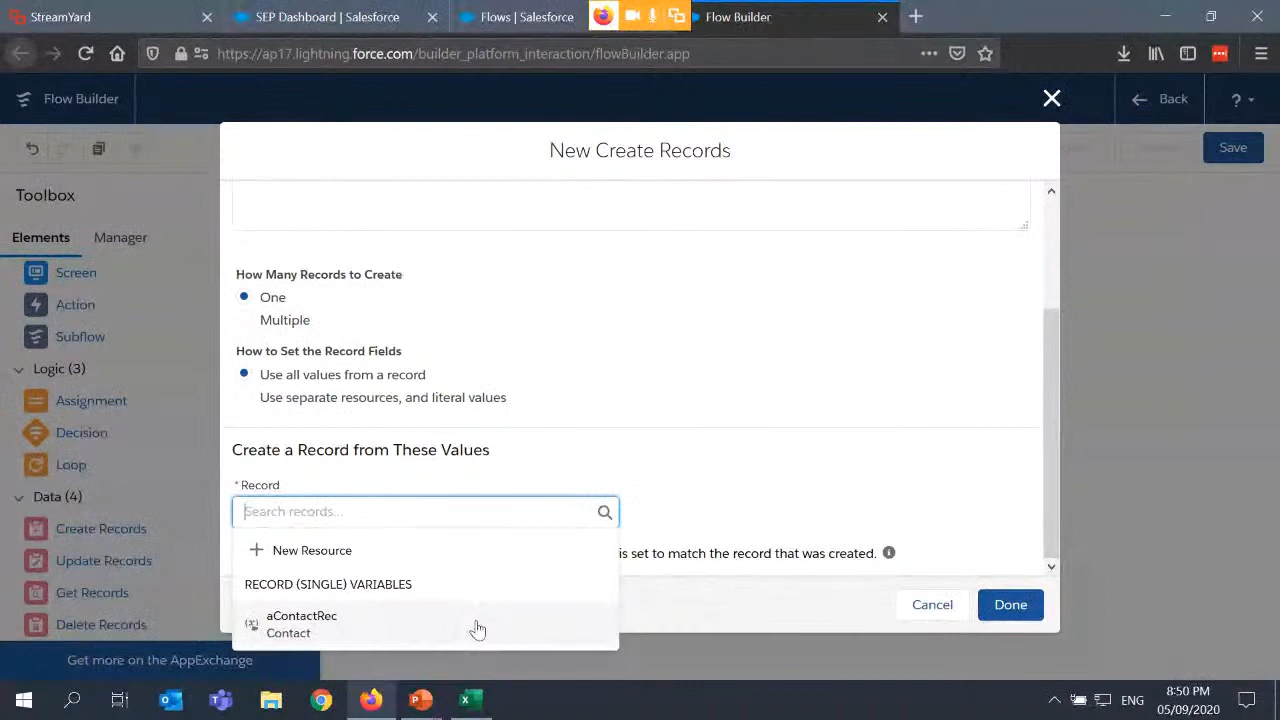 StreamYard
SEP Dashboard | Salesforce
Flows | Salesforce
Flow Builder
https://ap17.lightning.force.com/builder_platform_interaction/flowBuilder.app
Flow Builder
Back
?
New Create Records
Save
Toolbox
Elements
Manager
Screen
Action
Subflow
Logic (3)
Assignment
Decision
Loop
Data (4)
Create Records
Update Records
Get Records
Delete Records
Get more on the AppExchange
How Many Records to Create
One
Multiple
How to Set the Record Fields
Use all values from a record
Use separate resources, and literal values
Create a Record from These Values
* Record
Search records...
New Resource
is set to match the record that was created.
RECORD (SINGLE) VARIABLES
aContactRec
Contact
Cancel
Done
ENG
8:50 PM
05/09/2020